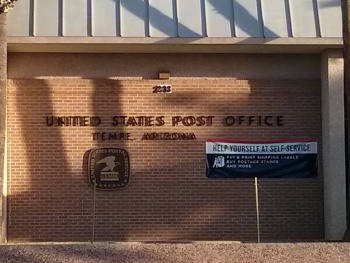 UNITED STATES POST OFFICE
TEMPE, ARIZONA
HELP YOURSELF AT SELF-SERVICE
PAY & PRINT SHIPPING LABELS
BUY POSTAGE STAMPS
AND MORE